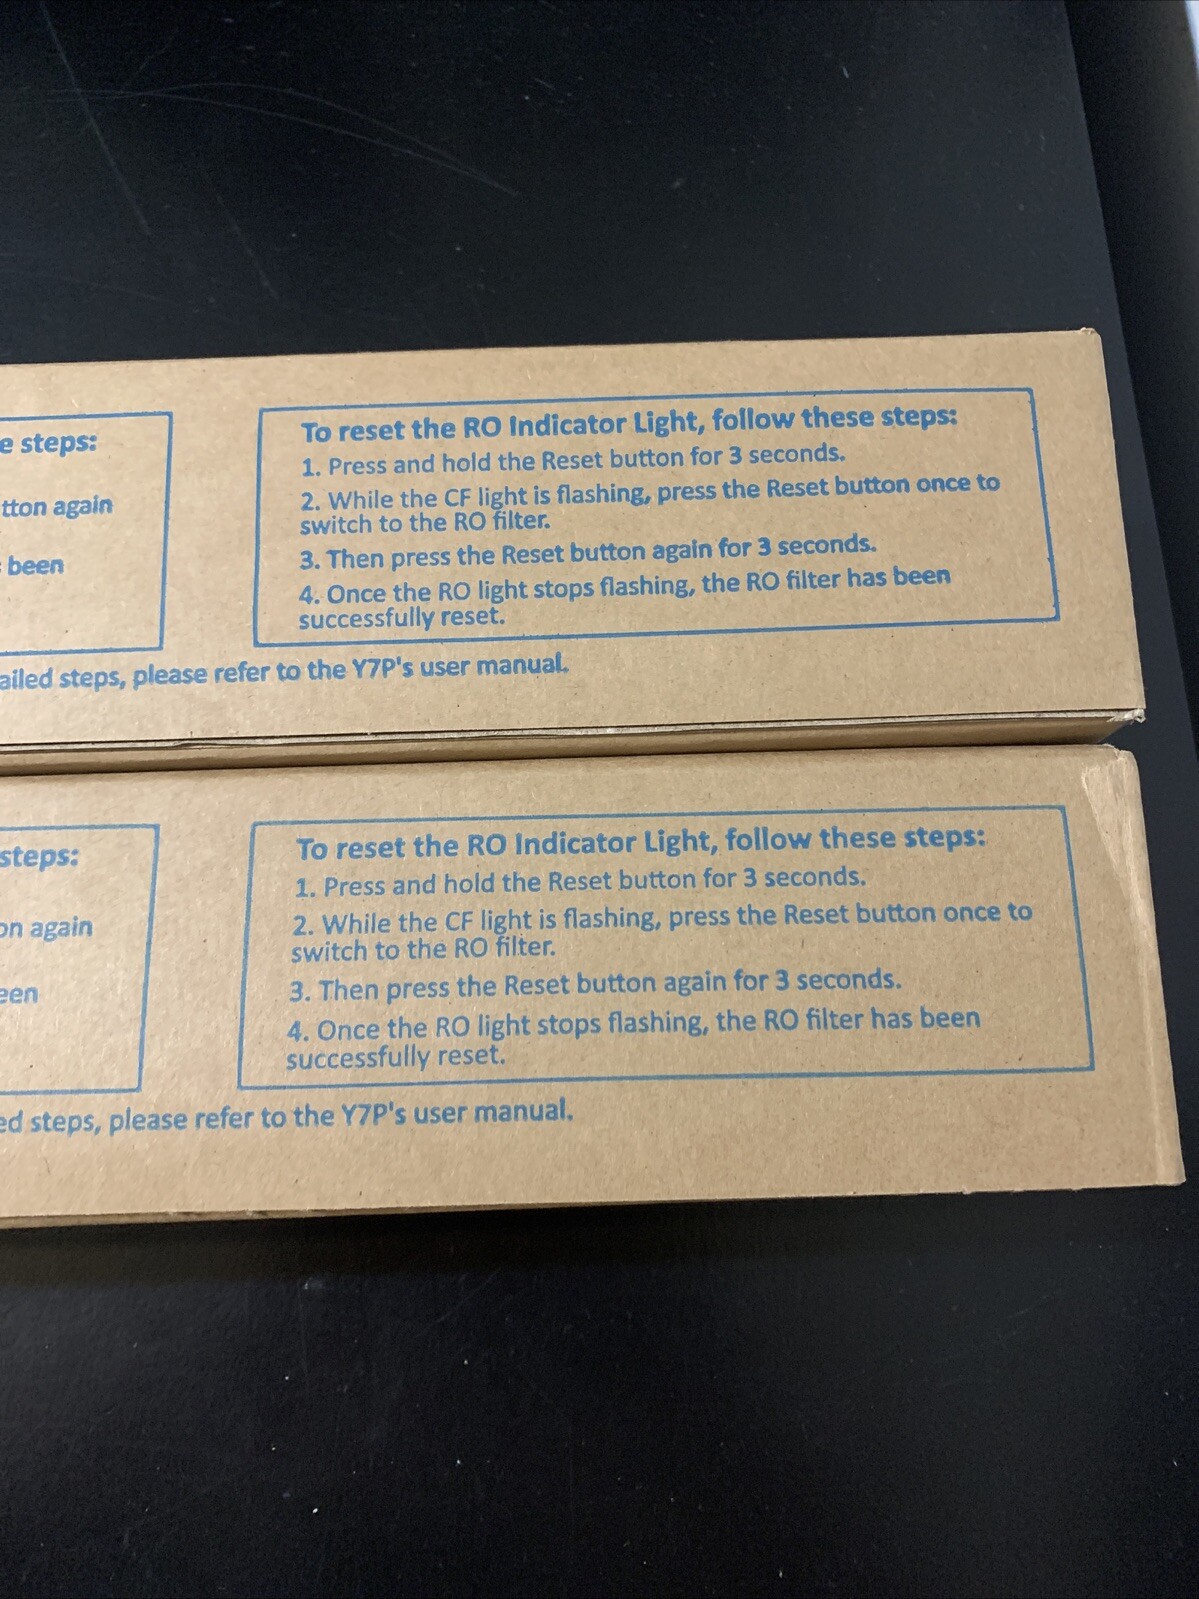 e steps:
tton again
been
To reset the RO Indicator Light, follow these steps:
1. Press and hold the Reset button for 3 seconds.
2. While the CF light is flashing, press the Reset button once to
switch to the RO filter.
3. Then press the Reset button again for 3 seconds.
4. Once the RO light stops flashing, the RO filter has been
successfully reset.
ailed steps, please refer to the Y7P's user manual.
steps:
on again
een
To reset the RO Indicator Light, follow these steps:
1. Press and hold the Reset button for 3 seconds.
2. While the CF light is flashing, press the Reset button once to
switch to the RO filter.
3. Then press the Reset button again for 3 seconds.
4. Once the RO light stops flashing, the RO filter has been
successfully reset.
ed steps, please refer to the Y7P's user manual.